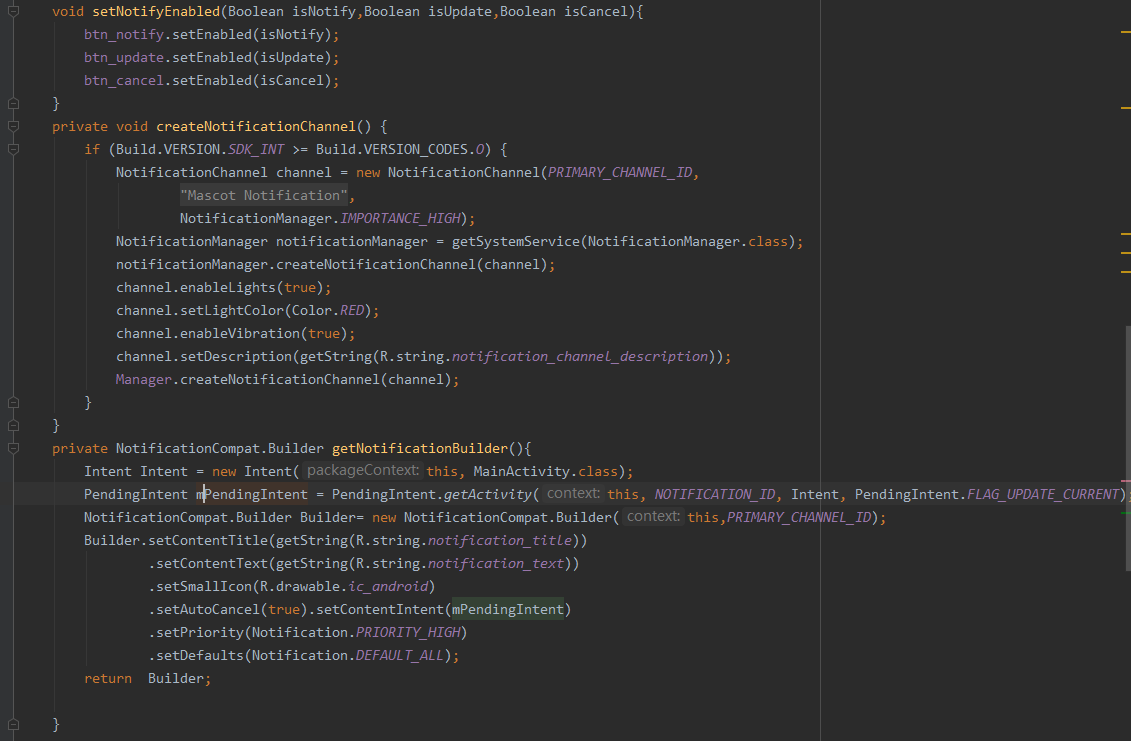 void setNotifyEnabled(Boolean isNotify,Boolean isUpdate,Boolean isCancel){
btn_notify.setEnabled(isNotify);
btn_update.setEnabled(isUpdate);
btn_cancel.setEnabled(isCancel);
}
private void createNotificationChannel() {
if (Build.VERSION.SDK_INT >= Build.VERSION_CODES.O) {
NotificationChannel channel = new NotificationChannel(PRIMARY_CHANNEL_ID,
"Mascot Notification",
NotificationManager.IMPORTANCE_HIGH);
NotificationManager notificationManager = getSystemService(NotificationManager.class);
notificationManager.createNotificationChannel(channel);
channel.enableLights(true);
channel.setLightColor(Color.RED);
channel.enableVibration(true);
channel.setDescription(getString(R.string.notification_channel_description));
Manager.createNotificationChannel(channel);
}
}
private NotificationCompat.Builder getNotificationBuilder(){
Intent Intent = new Intent( packageContext: this, MainActivity.class);
PendingIntent mPendingIntent = PendingIntent.getActivity( context: this, NOTIFICATION_ID, Intent, PendingIntent.FLAG_UPDATE_CURRENT);
NotificationCompat.Builder Builder= new NotificationCompat.Builder( context: this,PRIMARY_CHANNEL_ID);
Builder.setContentTitle(getString(R.string.notification_title))
.setContentText(getString(R.string.notification_text))
.setSmallIcon(R.drawable.ic_android)
.setAutoCancel(true).setContentIntent(mPendingIntent)
.setPriority(Notification.PRIORITY_HIGH)
.setDefaults(Notification.DEFAULT_ALL);
return  Builder;
}